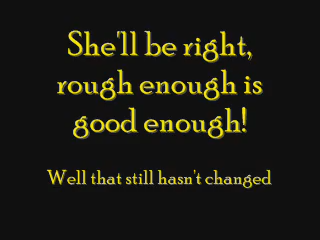 She'll be right,
rough enough is
good enough!
Well that still hasn't changed